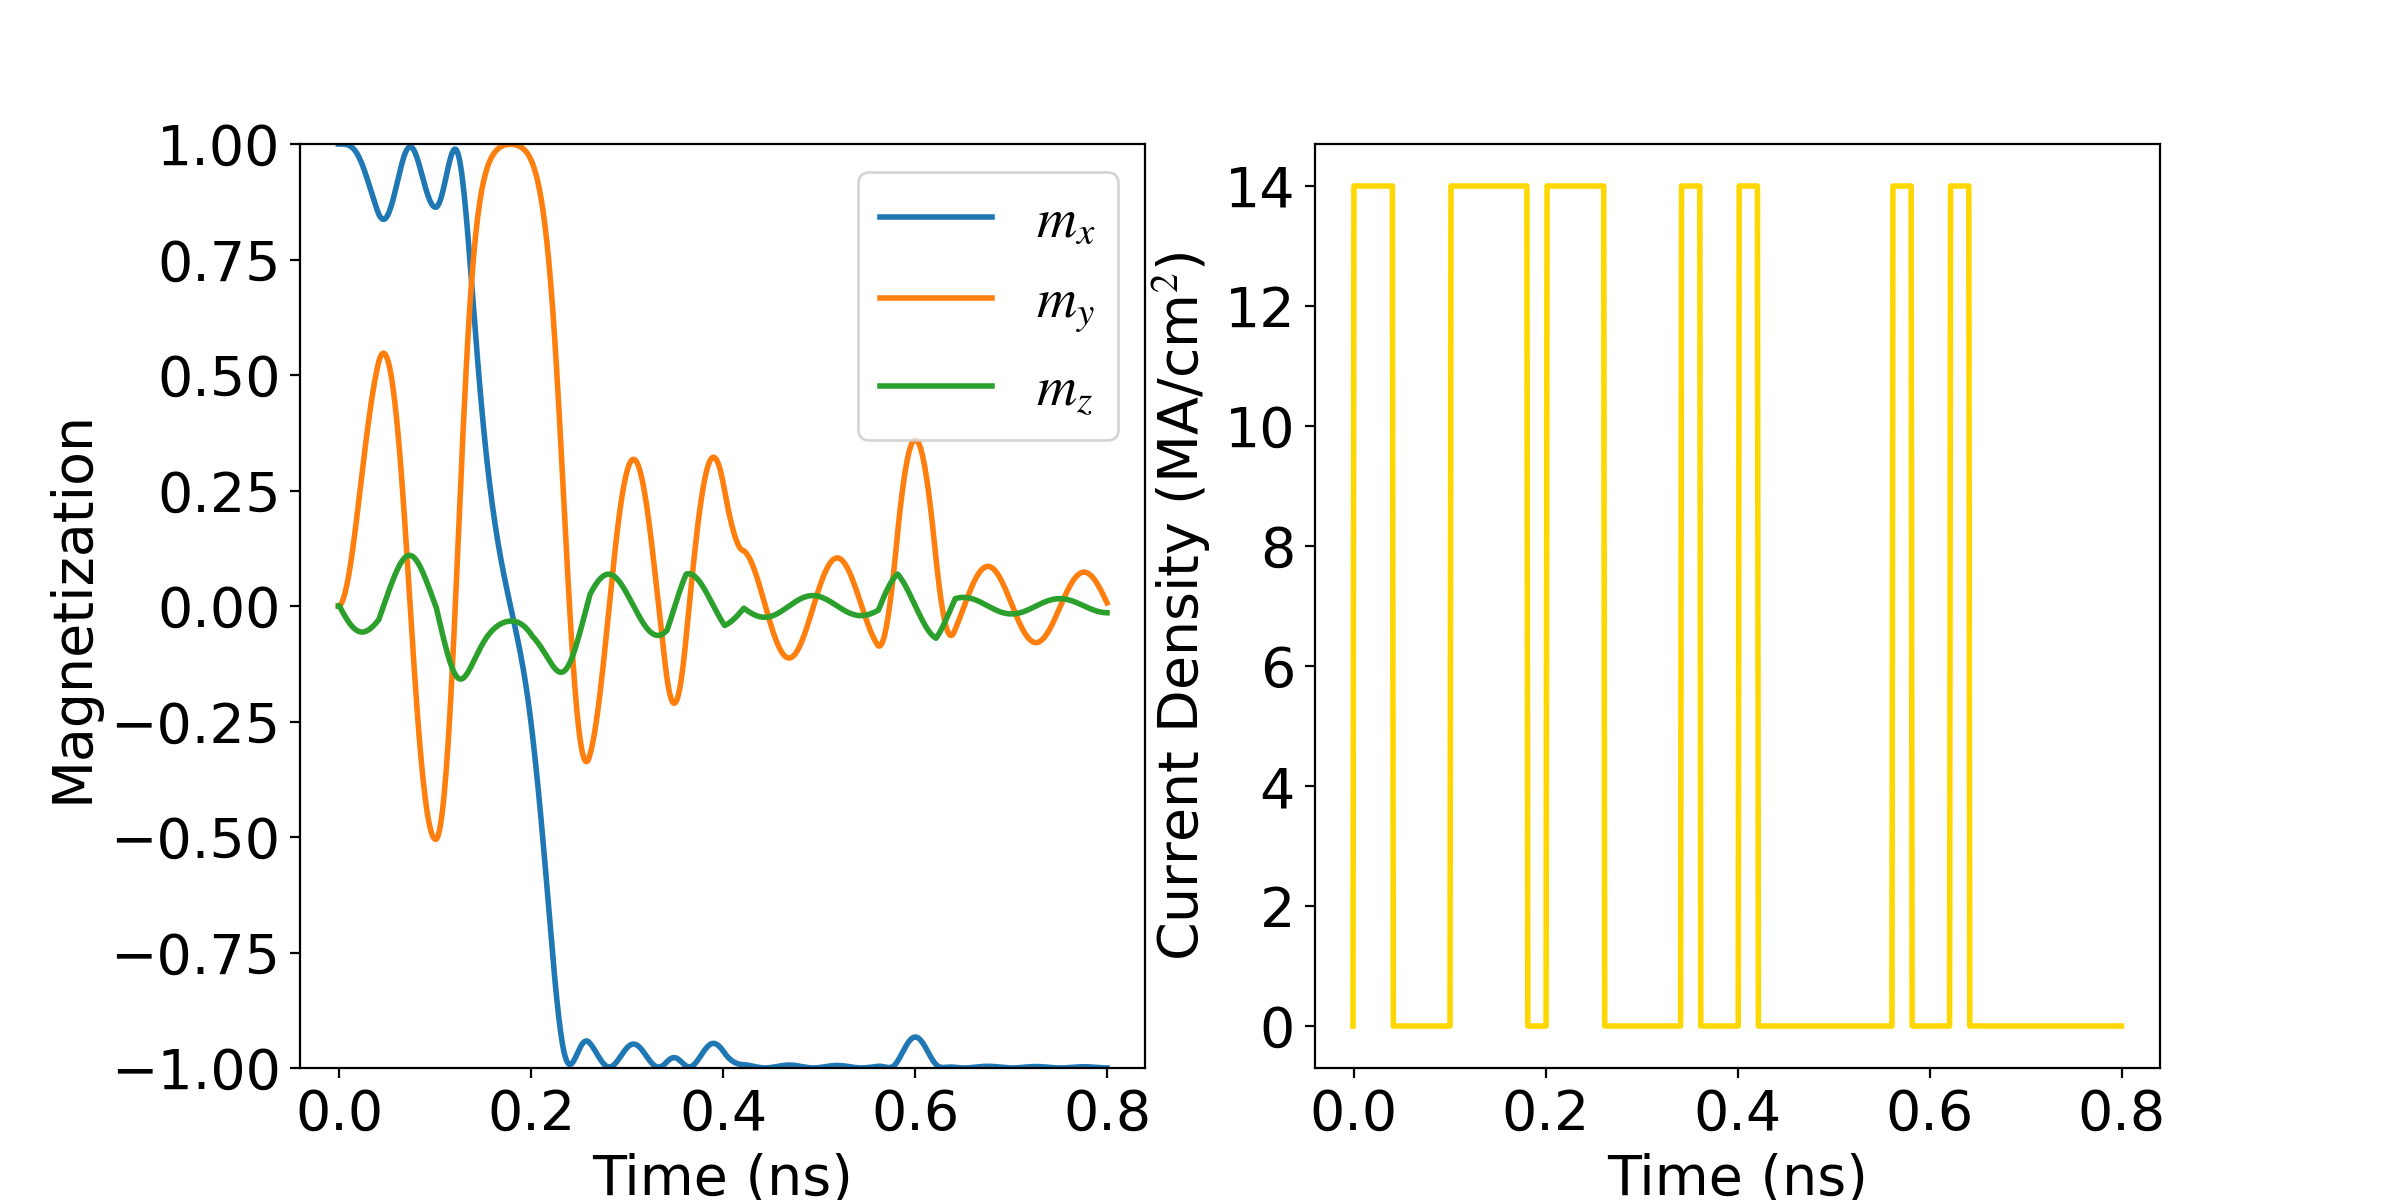 Magnetization
1.00
0.75
0.50
0.25
0.00
−0.25
−0.50
−0.75
−1.00
0.0 0.2 0.4 0.6 0.8
Time (ns)
m_x
m_y
m_z
Current Density (MA/cm²)
14
12
10
8
6
4
2
0
0.0 0.2 0.4 0.6 0.8
Time (ns)